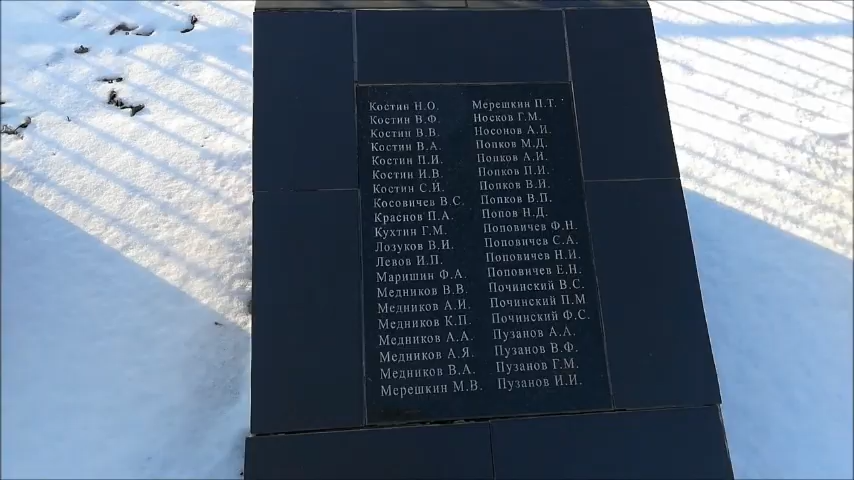 Костин Н.О.
Костин В.Ф.
Костин В.В.
Костин В.А.
Костин П.И.
Костин И.В.
Костин С.И.
Косовичев В.С.
Краснов П.А.
Кухтин Г.М.
Лозуков В.И.
Левов И.П.
Маришин Ф.А.
Медников В.В.
Медников А.И.
Медников К.П.
Медников А.А.
Медников А.Я.
Медников В.А.
Мерешкин М.В.
Мерешкин П.Т.
Носков Г.М.
Носонов А.И.
Попков М.Д.
Попков А.И.
Попков П.И.
Попков В.И.
Попков В.П.
Попов Н.Д.
Поповичев Ф.Н.
Поповичев С.А.
Поповичев Н.И.
Поповичев Е.Н.
Починский В.С.
Починский П.М
Починский Ф.С.
Пузанов А.А.
Пузанов В.Ф.
Пузанов Г.М.
Пузанов И.И.